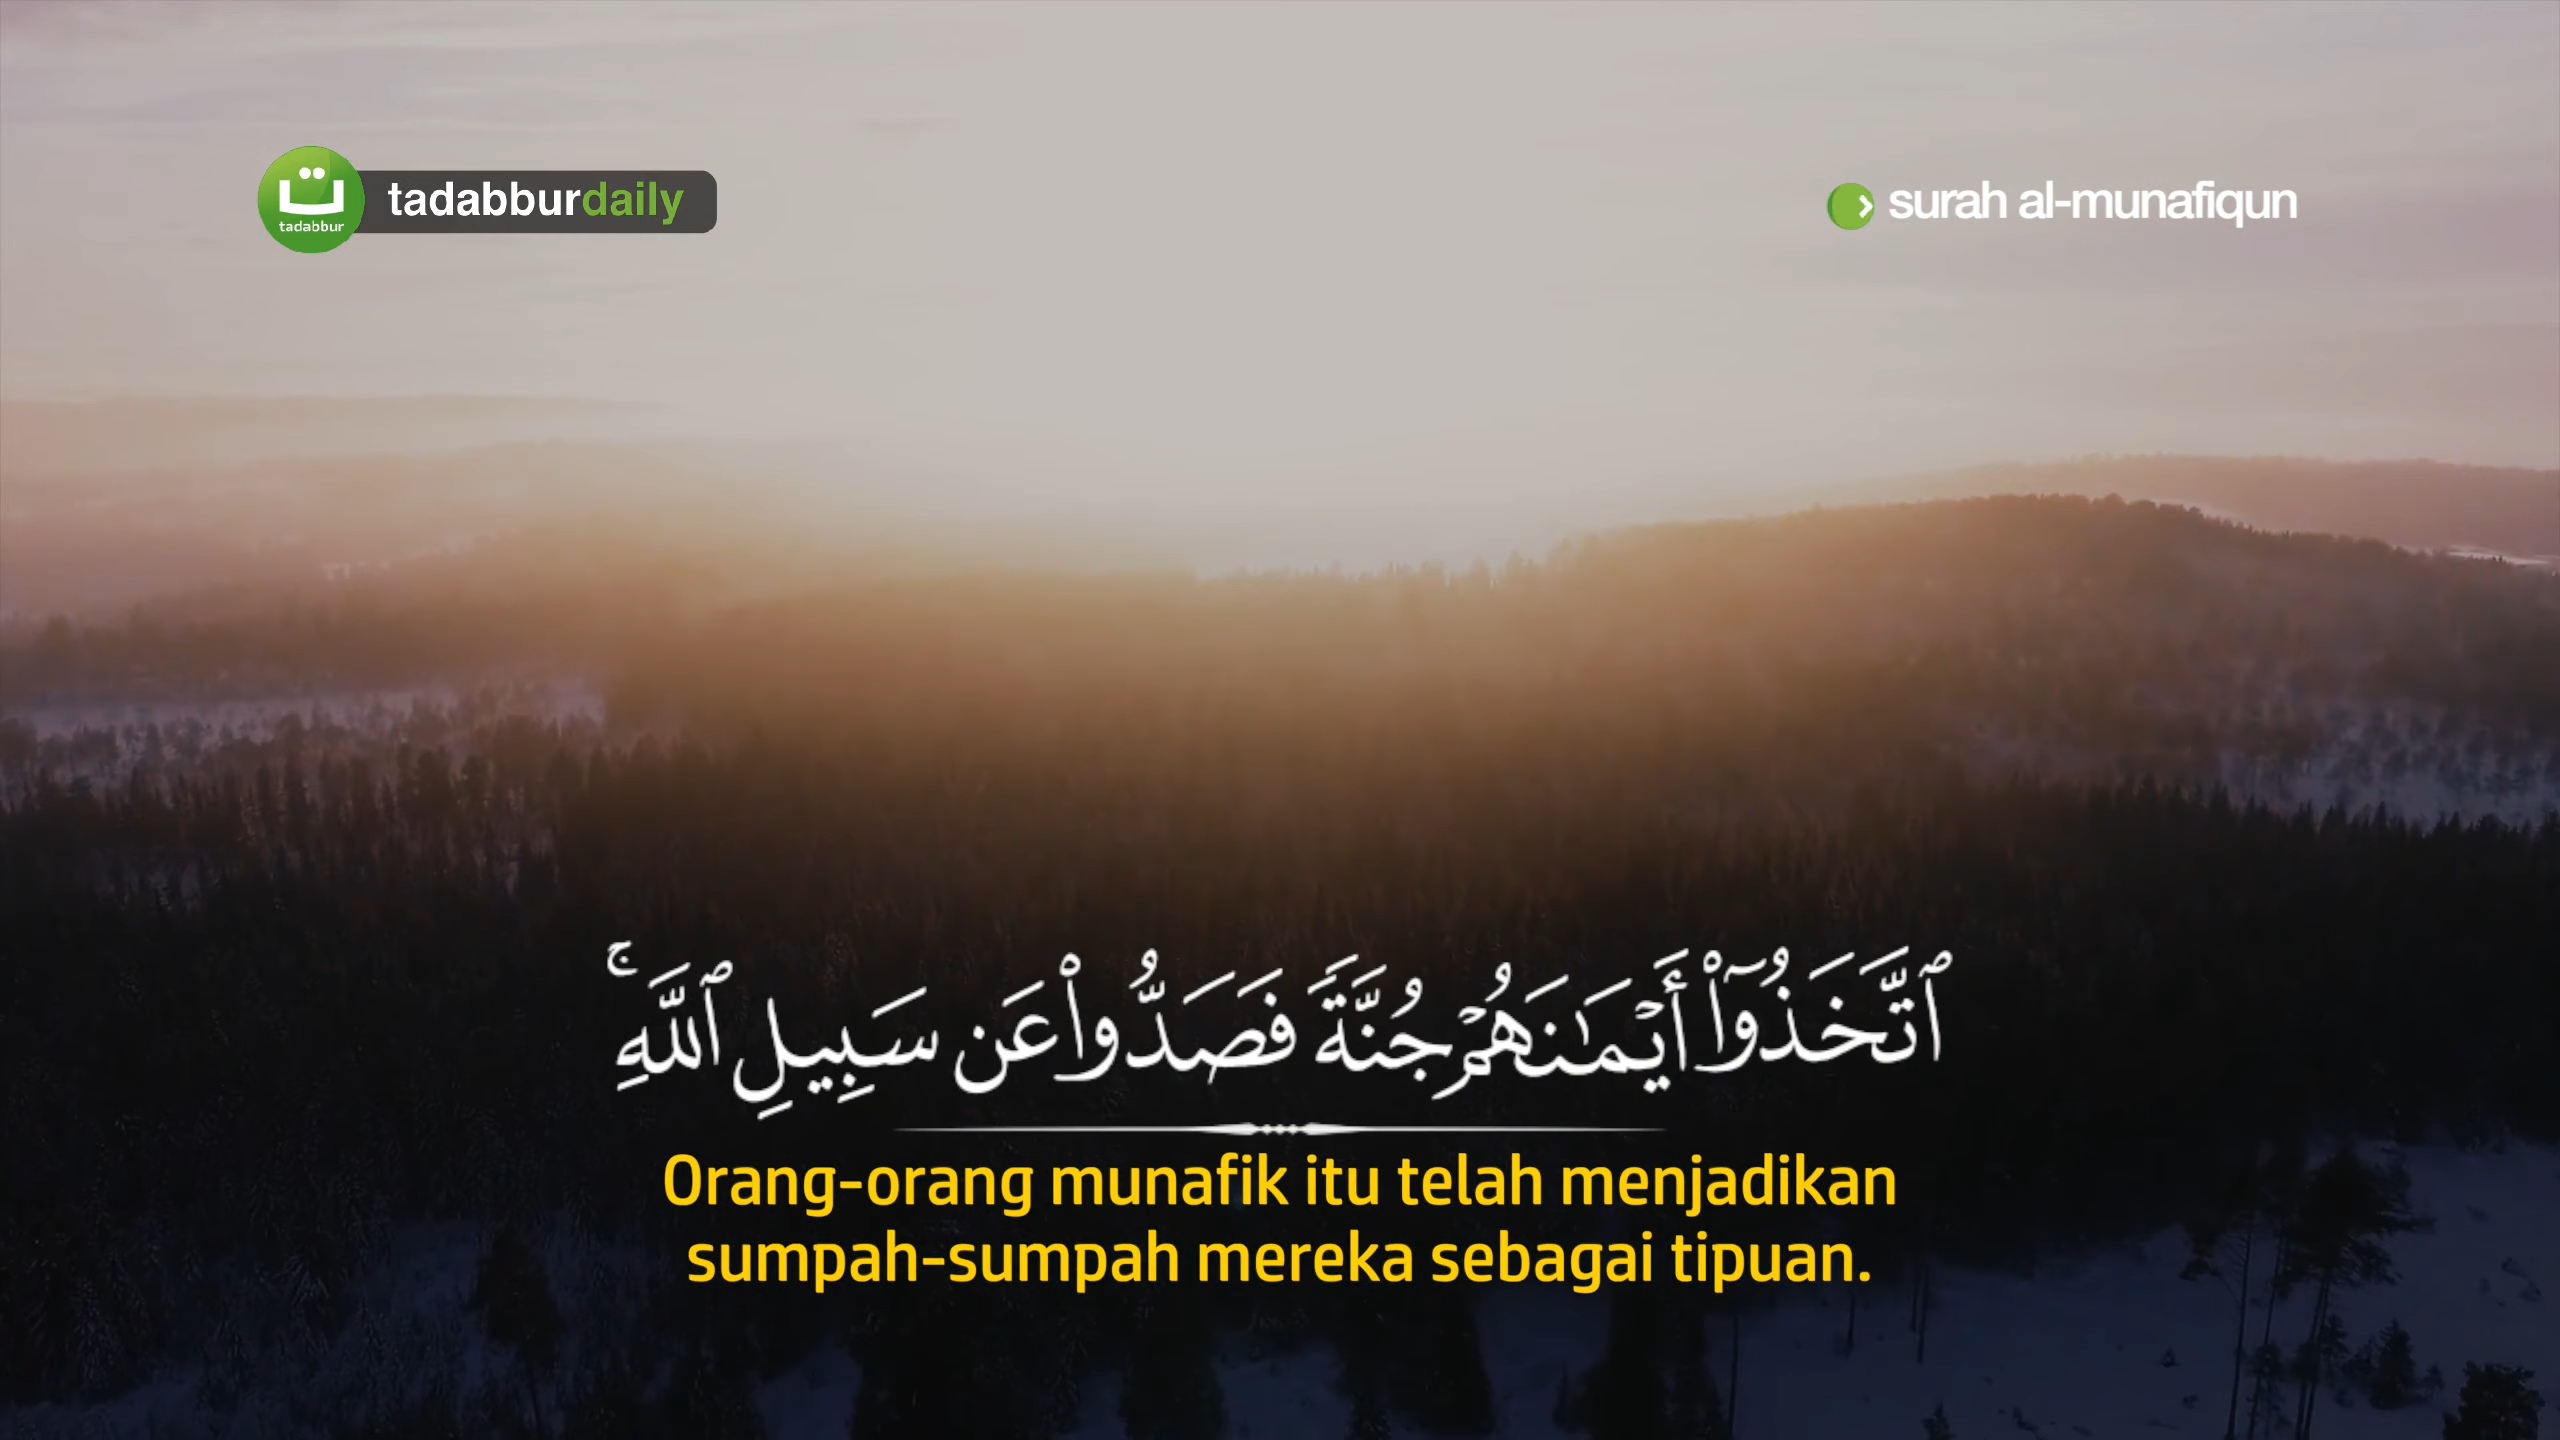 ت
tadabbur
tadabburdaily
surah al-munafiqun
ٱتَّخَذُوٓا۟ أَيْمَـٰنَهُمْ جُنَّةً فَصَدُّوا۟ عَن سَبِيلِ ٱللَّهِ ۚ
Orang-orang munafik itu telah menjadikan
sumpah-sumpah mereka sebagai tipuan.